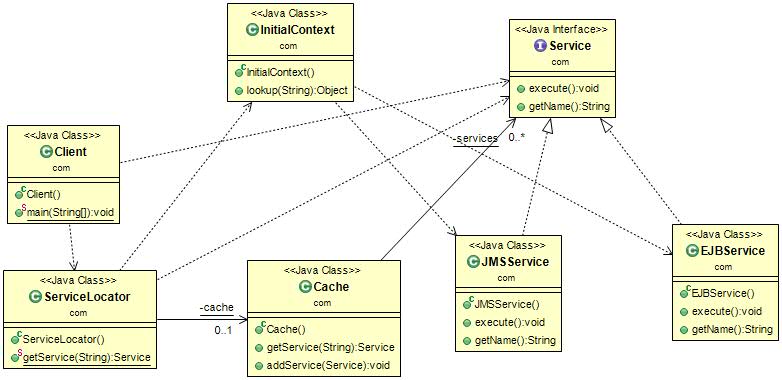 <<Java Class>>
InitialContext
com
InitialContext()
lookup(String):Object
<<Java Interface>>
Service
com
execute():void
getName():String
<<Java Class>>
Client
com
Client()
main(String[]):void
-services
0..*
<<Java Class>>
ServiceLocator
com
ServiceLocator()
getService(String):Service
-cache
0..1
<<Java Class>>
Cache
com
Cache()
getService(String):Service
addService(Service):void
<<Java Class>>
JMSService
com
JMSService()
execute():void
getName():String
<<Java Class>>
EJBService
com
EJBService()
execute():void
getName():String